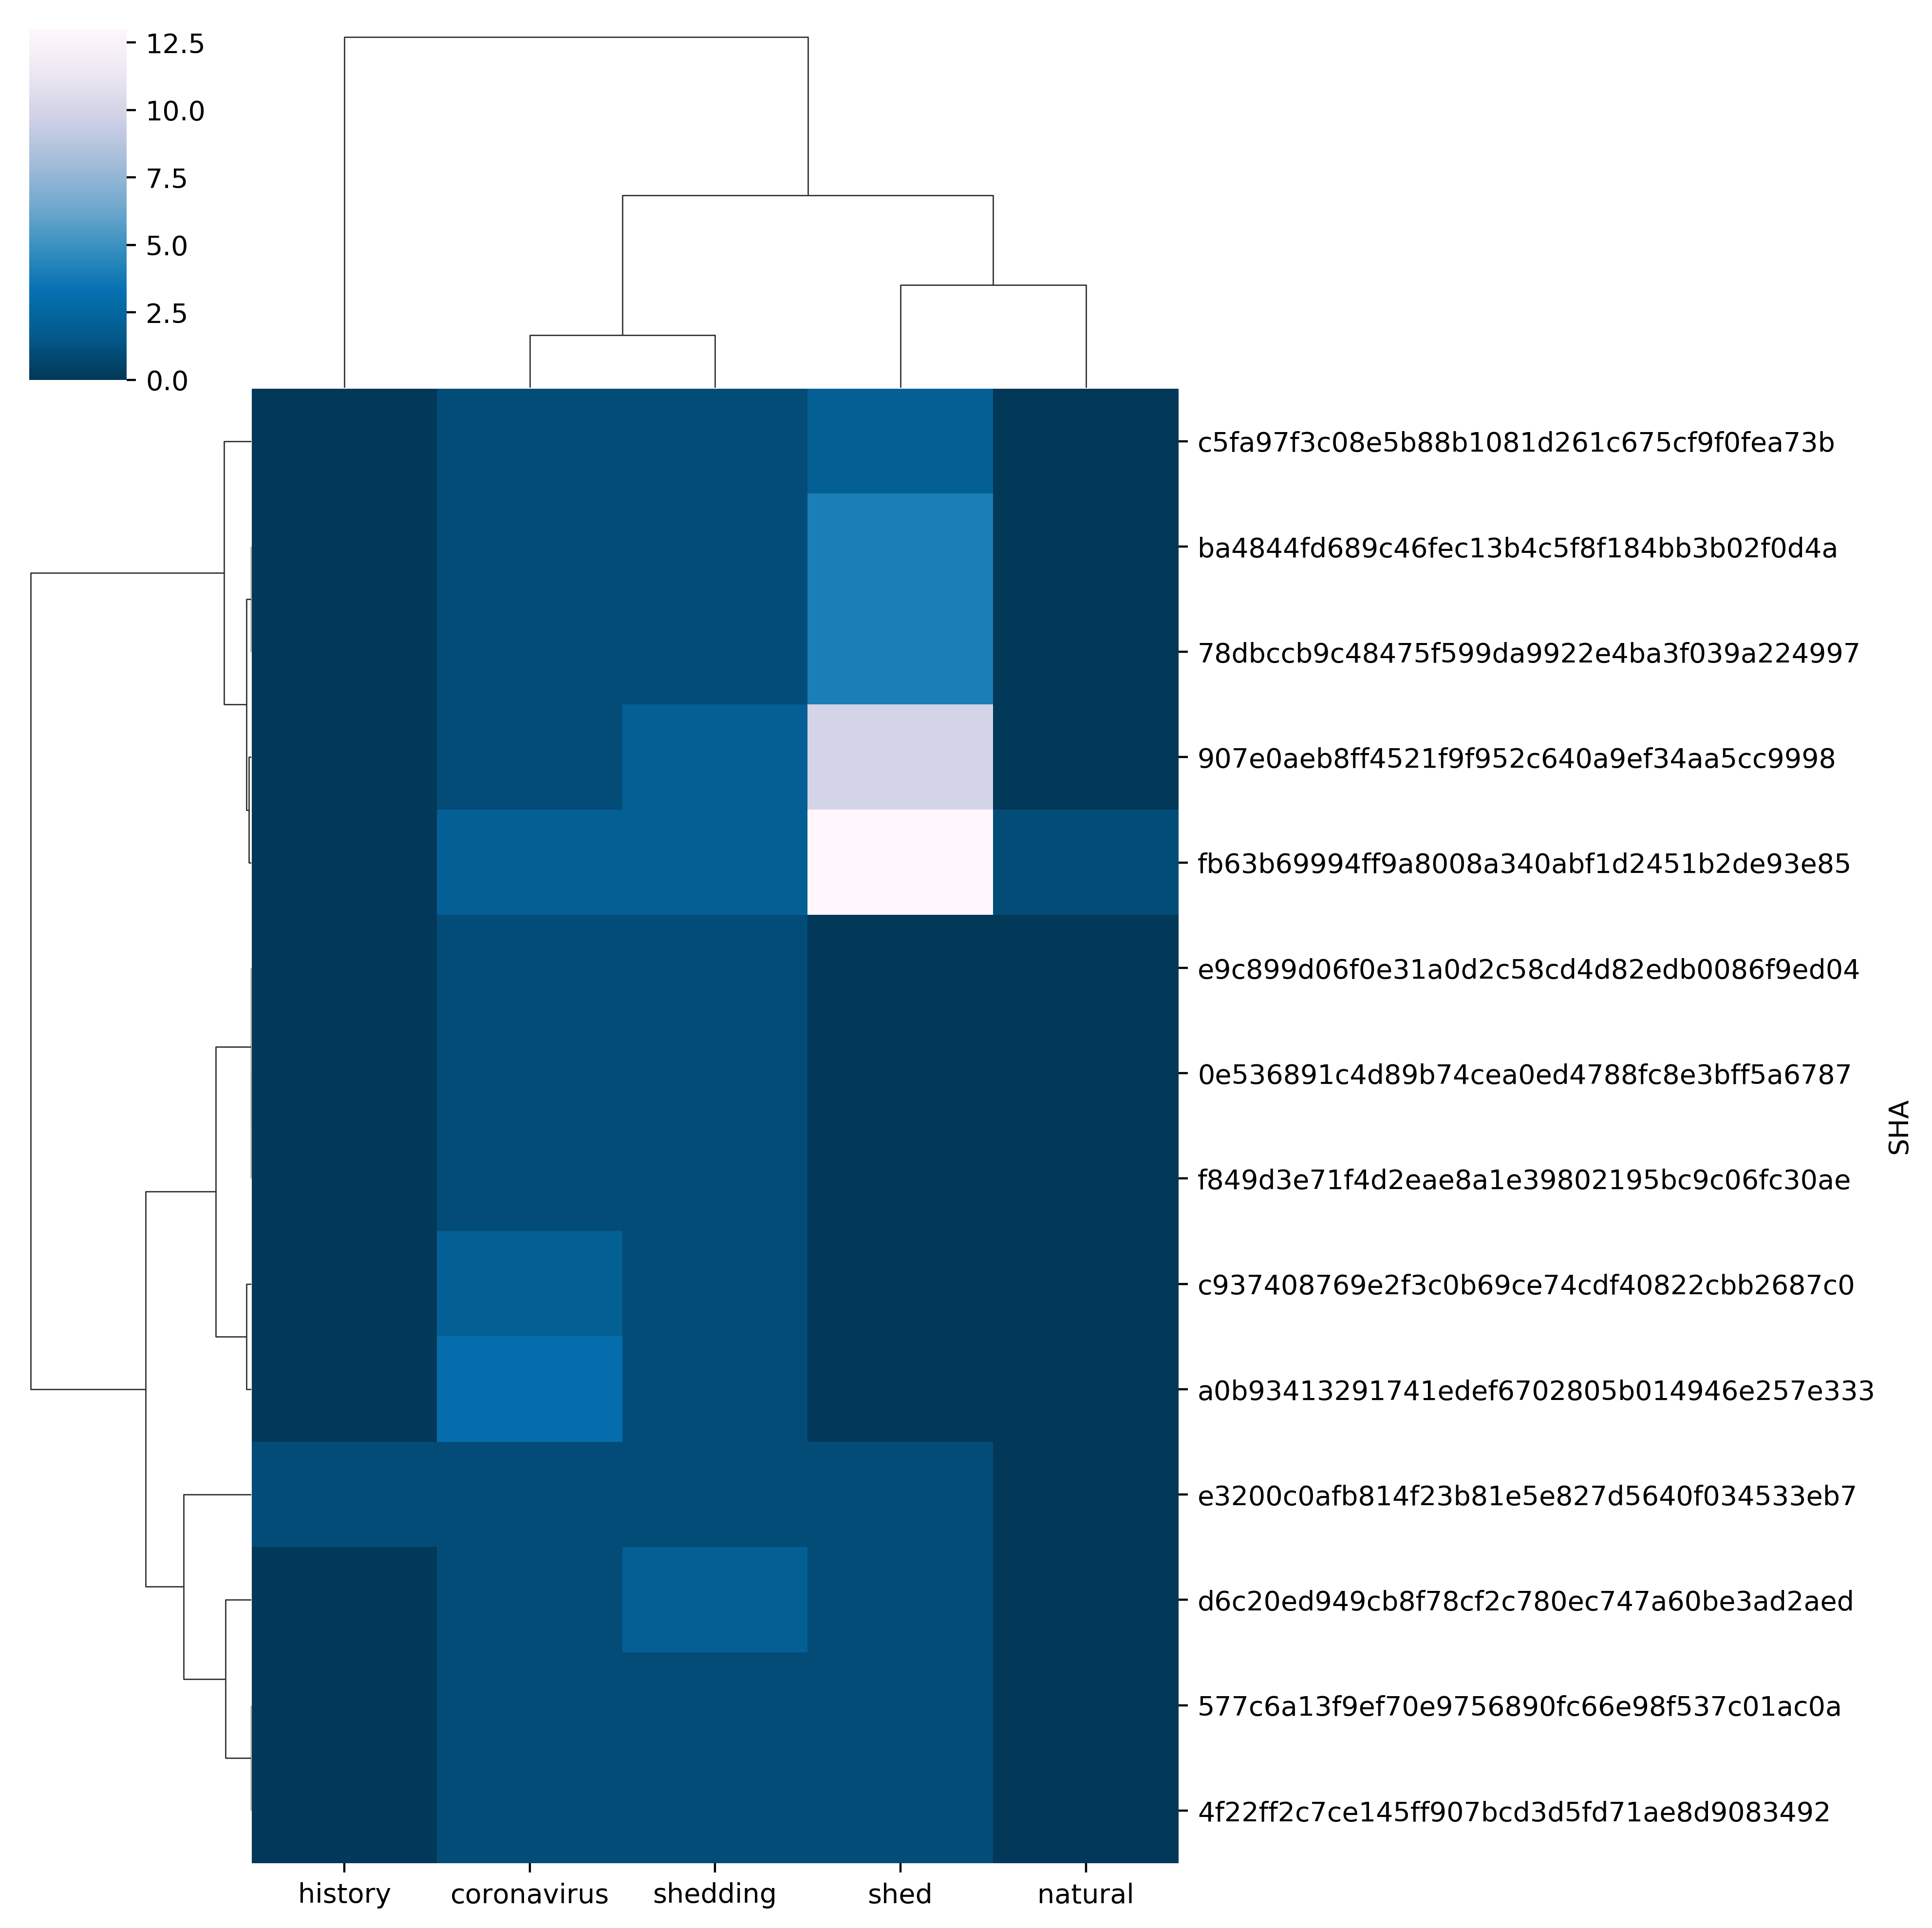 12.5
10.0
7.5
5.0
2.5
0.0
c5fa97f3c08e5b88b1081d261c675cf9f0fea73b
ba4844fd689c46fec13b4c5f8f184bb3b02f0d4a
78dbccb9c48475f599da9922e4ba3f039a224997
907e0aeb8ff4521f9f952c640a9ef34aa5cc9998
fb63b69994ff9a8008a340abf1d2451b2de93e85
e9c899d06f0e31a0d2c58cd4d82edb0086f9ed04
0e536891c4d89b74cea0ed4788fc8e3bff5a6787
f849d3e71f4d2eae8a1e39802195bc9c06fc30ae
c937408769e2f3c0b69ce74cdf40822cbb2687c0
a0b93413291741edef6702805b014946e257e333
e3200c0afb814f23b81e5e827d5640f034533eb7
d6c20ed949cb8f78cf2c780ec747a60be3ad2aed
577c6a13f9ef70e9756890fc66e98f537c01ac0a
4f22ff2c7ce145ff907bcd3d5fd71ae8d9083492
SHA
history coronavirus shedding shed natural